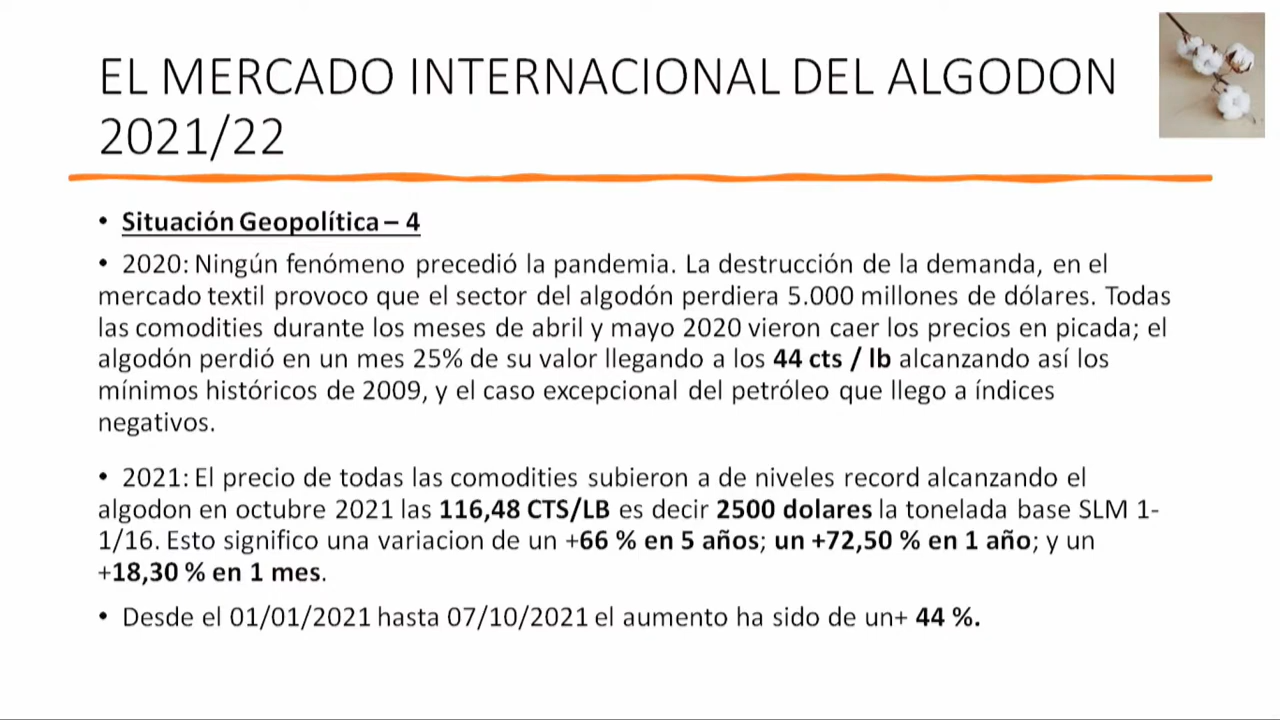 EL MERCADO INTERNACIONAL DEL ALGODON
2021/22
• Situación Geopolítica – 4
• 2020: Ningún fenómeno precedió la pandemia. La destrucción de la demanda, en el
mercado textil provoco que el sector del algodón perdiera 5.000 millones de dólares. Todas
las comodities durante los meses de abril y mayo 2020 vieron caer los precios en picada; el
algodón perdió en un mes 25% de su valor llegando a los 44 cts / lb alcanzando así los
mínimos históricos de 2009, y el caso excepcional del petróleo que llego a índices
negativos.
• 2021: El precio de todas las comodities subieron a de niveles record alcanzando el
algodon en octubre 2021 las 116,48 CTS/LB es decir 2500 dolares la tonelada base SLM 1-
1/16. Esto significo una variacion de un +66 % en 5 años; un +72,50 % en 1 año; y un
+18,30 % en 1 mes.
• Desde el 01/01/2021 hasta 07/10/2021 el aumento ha sido de un+ 44 %.